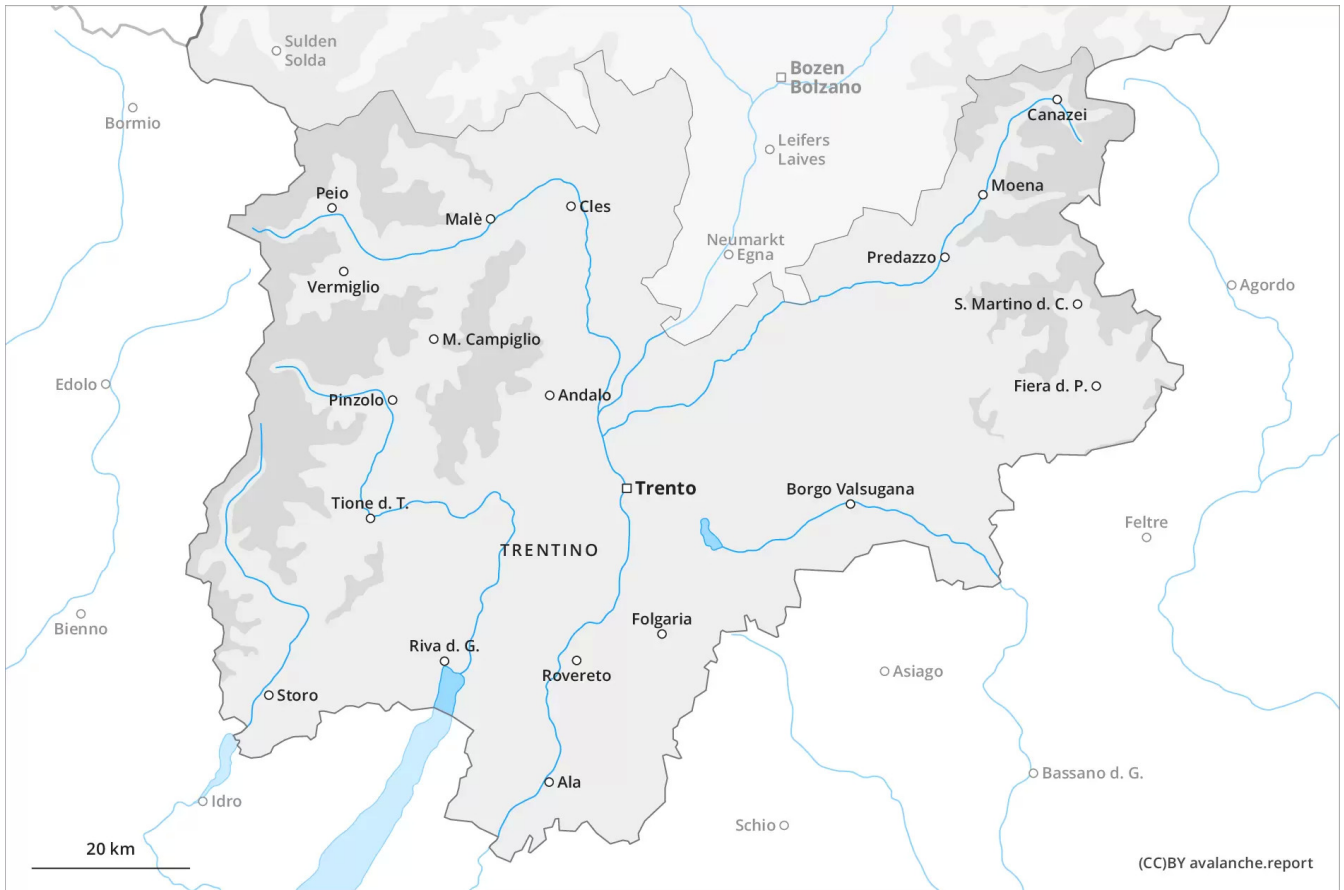 Sulden
Solda
Bozen
Bolzano
Bormio
Canazei
Leifers
Laives
Peio
Moena
Malè
Cles
Neumarkt
Egna
Predazzo
Vermiglio
Agordo
S. Martino d. C.
M. Campiglio
Edolo
Fiera d. P.
Pinzolo
Andalo
Trento
Borgo Valsugana
Tione d. T.
Feltre
TRENTINO
Folgaria
Bienno
Riva d. G.
Rovereto
Asiago
Storo
Bassano d. G.
Ala
Idro
Schio
20 km
(CC)BY avalanche.report